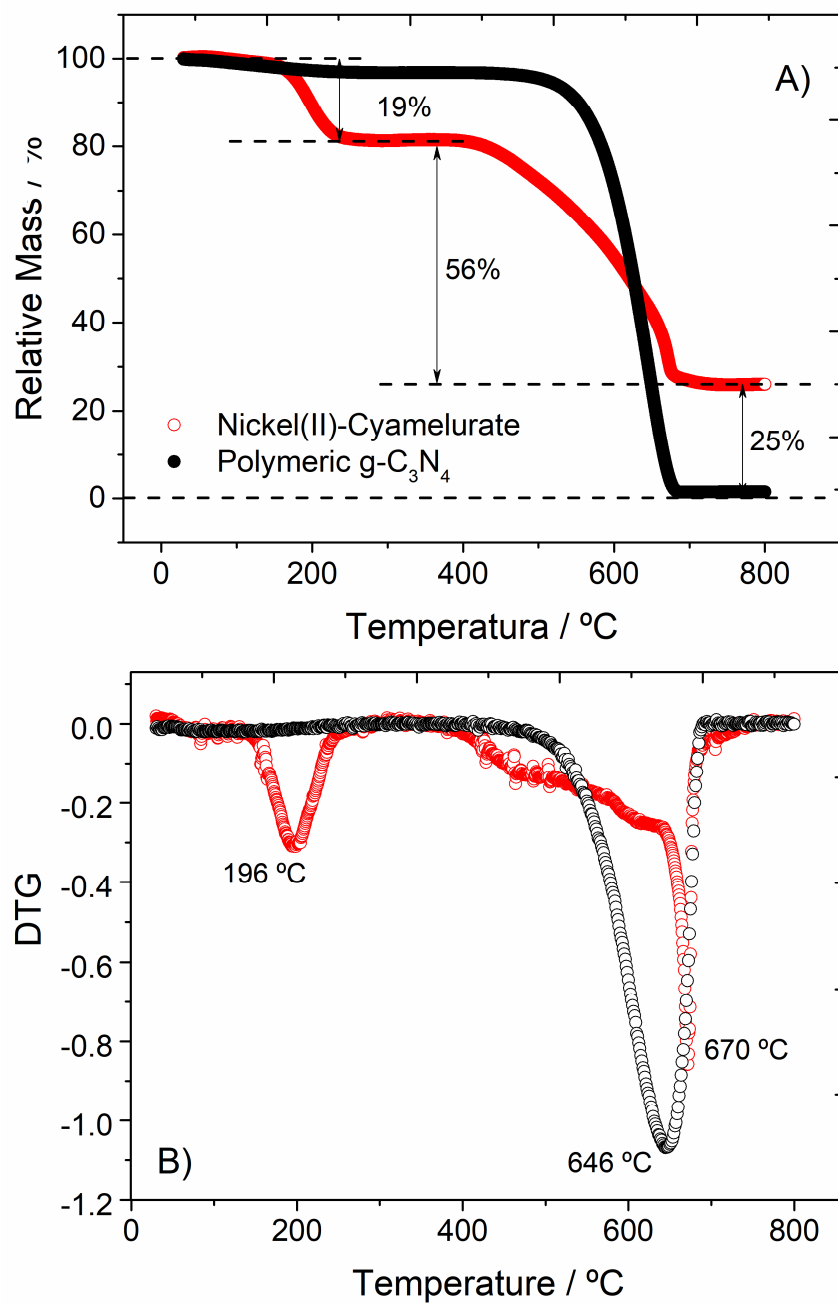 A)
100
80
60
40
20
0
Relative Mass / %
19%
56%
25%
Nickel(II)-Cyamelurate
Polymeric g-C₃N₄
0 200 400 600 800
Temperatura / ºC
0.0
-0.2
-0.4
-0.6
-0.8
-1.0
-1.2
DTG
196 ºC
670 ºC
646 ºC
B)
0 200 400 600 800
Temperature / ºC